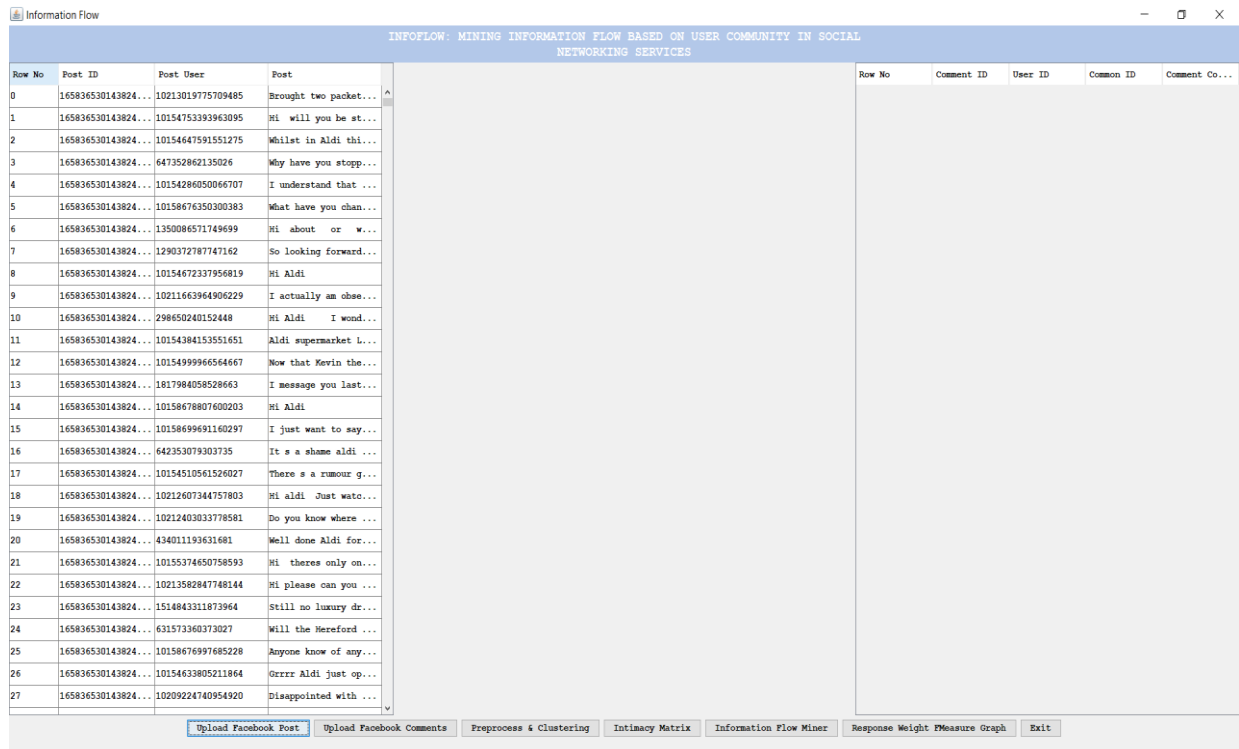 Information Flow
INFOFLOW: MINING INFORMATION FLOW BASED ON USER COMMUNITY IN SOCIAL
NETWORKING SERVICES
Row No Post ID Post User Post
0 165836530143824... 10213019775709485 Brought two packet...
1 165836530143824... 10154753393963095 Hi will you be st...
2 165836530143824... 10154647591551275 Whilst in Aldi thi...
3 165836530143824... 647352862135026 Why have you stopp...
4 165836530143824... 10154286050066707 I understand that ...
5 165836530143824... 10158676350300383 What have you chan...
6 165836530143824... 1350086571749699 Hi about or w...
7 165836530143824... 1290372787747162 So looking forward...
8 165836530143824... 10154672337956819 Hi Aldi
9 165836530143824... 10211663964906229 I actually am obse...
10 165836530143824... 298650240152448 Hi Aldi I wond...
11 165836530143824... 10154384153551651 Aldi supermarket L...
12 165836530143824... 10154999966564667 Now that Kevin the...
13 165836530143824... 1817984058528663 I message you last...
14 165836530143824... 10158678807600203 Hi Aldi
15 165836530143824... 10158699691160297 I just want to say...
16 165836530143824... 642353079303735 It s a shame aldi ...
17 165836530143824... 10154510561526027 There s a rumour g...
18 165836530143824... 10212607344757803 Hi aldi Just watc...
19 165836530143824... 10212403033778581 Do you know where ...
20 165836530143824... 434011193631681 Well done Aldi for...
21 165836530143824... 10155374650758593 Hi theres only on...
22 165836530143824... 10213582847748144 Hi please can you ...
23 165836530143824... 1514843311873964 Still no luxury dr...
24 165836530143824... 631573360373027 Will the Hereford ...
25 165836530143824... 10158676997685228 Anyone know of any...
26 165836530143824... 10154633805211864 Grrrr Aldi just op...
27 165836530143824... 10209224740954920 Disappointed with ...
Row No Comment ID User ID Common ID Comment Co...
Upload Facebook Post Upload Facebook Comments Preprocess & Clustering Intimacy Matrix Information Flow Miner Response Weight FMeasure Graph Exit